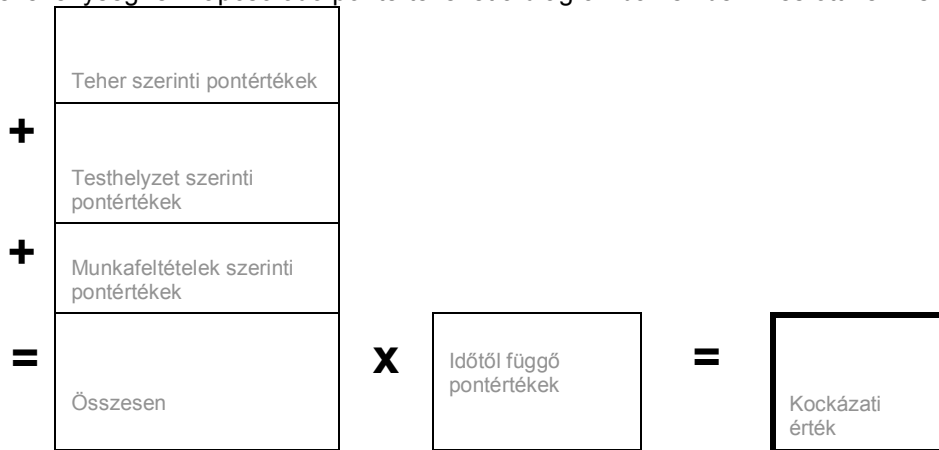 Teher szerinti pontértékek
+
Testhelyzet szerinti
pontértékek
+
Munkafeltételek szerinti
pontértékek
=
Összesen
x
Időtől függő
pontértékek
=
Kockázati
érték